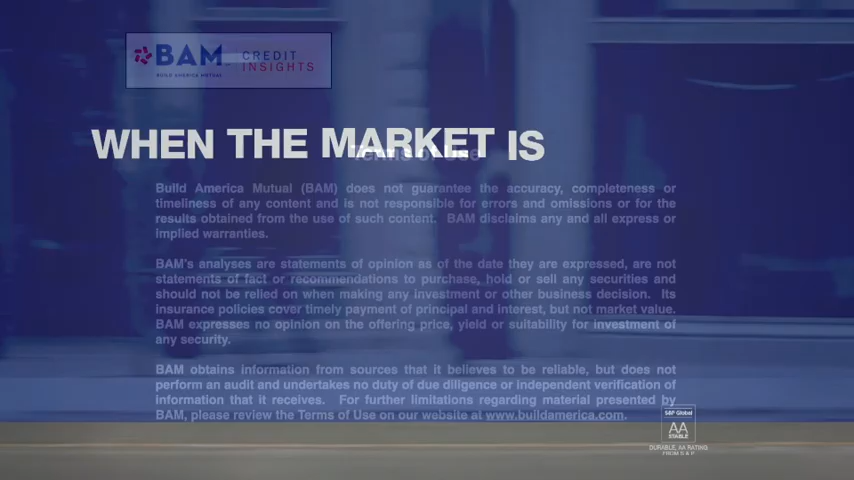 BAM CREDIT
INSIGHTS
BUILD AMERICA MUTUAL
WHEN THE MARKET IS
Terms of Use
Build America Mutual (BAM) does not guarantee the accuracy, completeness or
timeliness of any content and is not responsible for errors and omissions or for the
results obtained from the use of such content. BAM disclaims any and all express or
implied warranties.
BAM's analyses are statements of opinion as of the date they are expressed, are not
statements of fact or recommendations to purchase, hold or sell any securities and
should not be relied on when making any investment or other business decision. Its
insurance policies cover timely payment of principal and interest, but not market value.
BAM expresses no opinion on the offering price, yield or suitability for investment of
any security.
BAM obtains information from sources that it believes to be reliable, but does not
perform an audit and undertakes no duty of due diligence or independent verification of
information that it receives. For further limitations regarding material presented by
BAM, please review the Terms of Use on our website at www.buildamerica.com.
S&P Global
AA
STABLE
DURABLE, AA RATING
FROM S & P